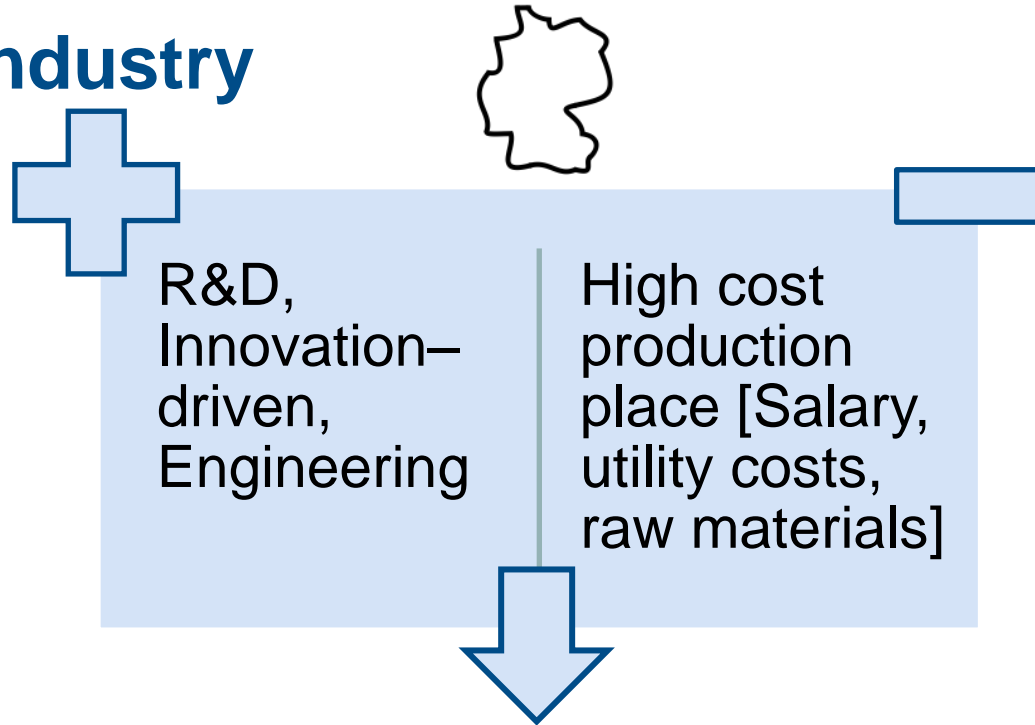 ndustry
R&D,
Innovation–
driven,
Engineering
High cost
production
place [Salary,
utility costs,
raw materials]